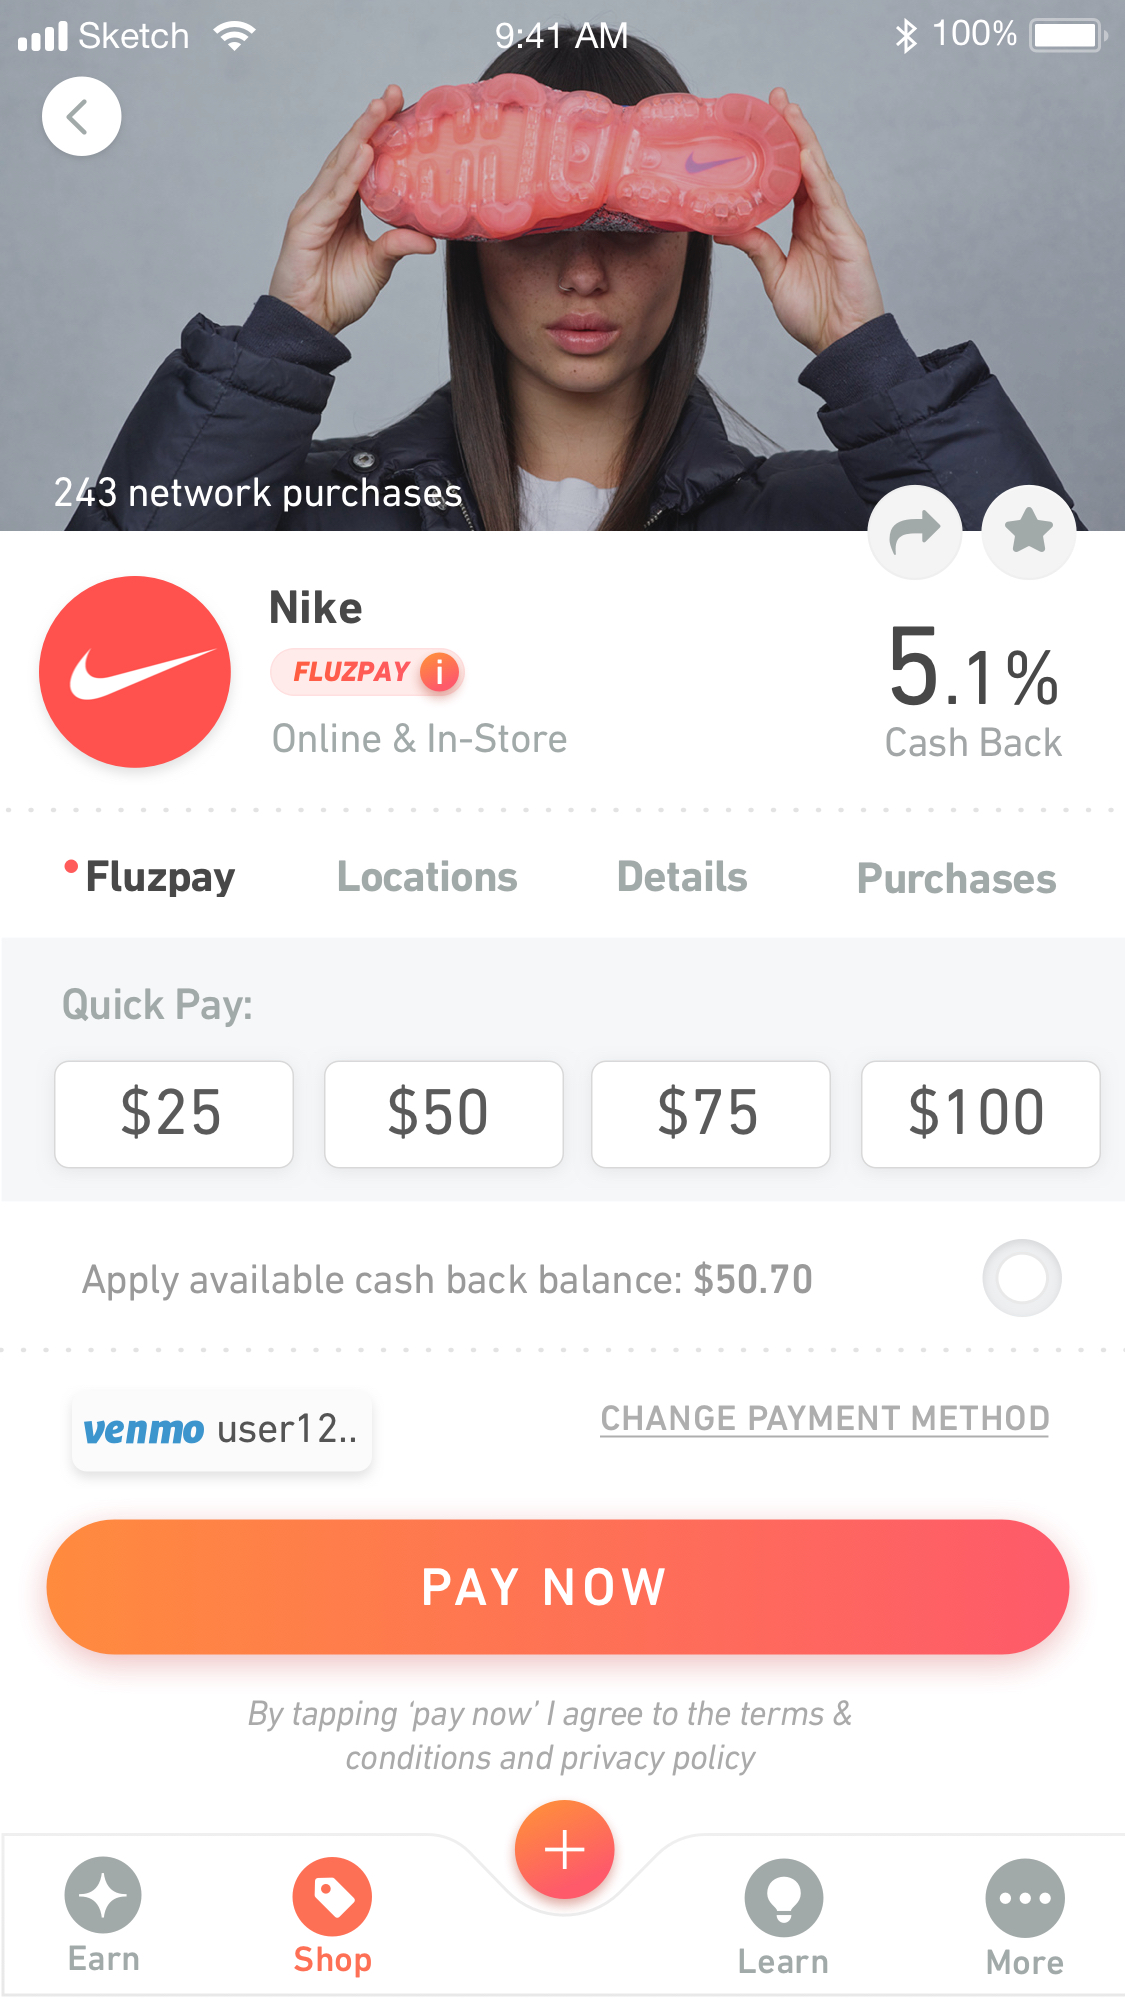 Sketch 9:41 AM 100%
243 network purchases
Nike
FLUZPAY i
Online & In-Store
5.1%
Cash Back
Fluzpay Locations Details Purchases
Quick Pay:
$25 $50 $75 $100
Apply available cash back balance: $50.70
venmo user12..
CHANGE PAYMENT METHOD
PAY NOW
By tapping ‘pay now’ I agree to the terms &
conditions and privacy policy
Earn Shop Learn More